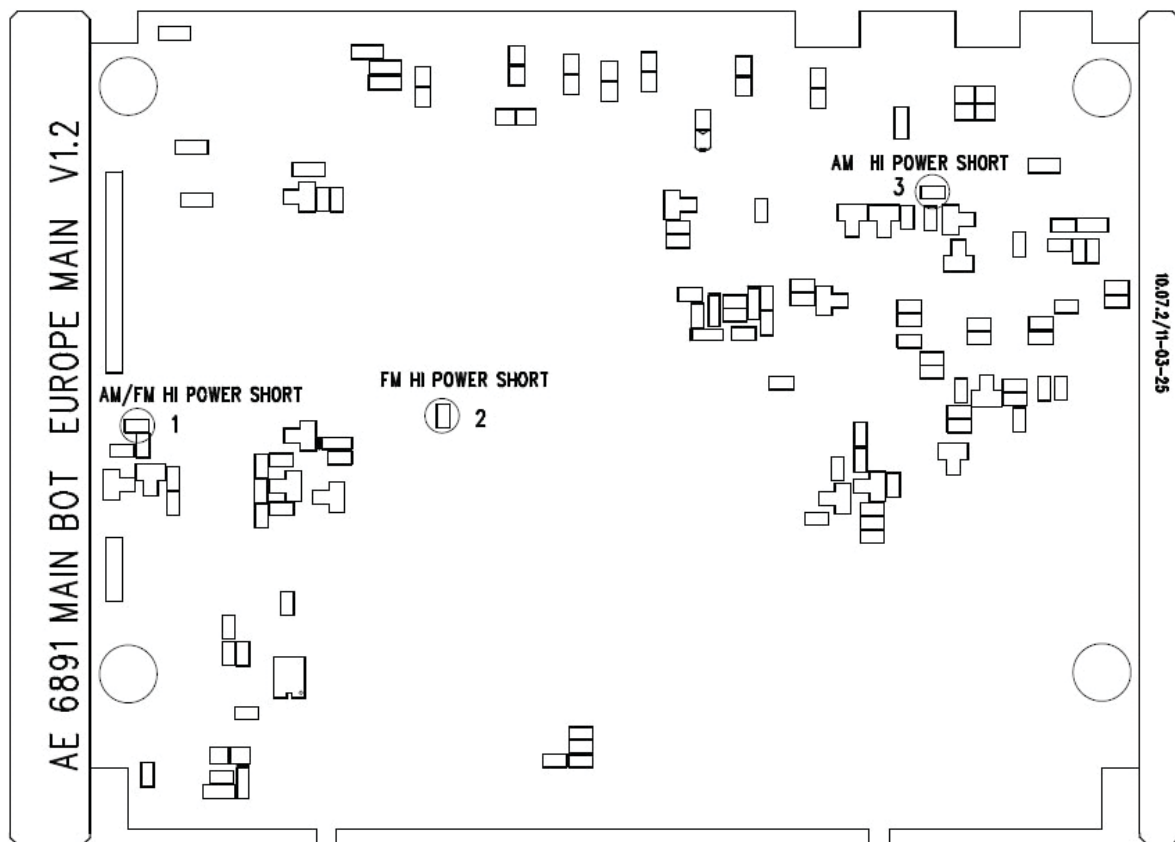 AE 6891 MAIN BOT EUROPE MAIN V1.2
AM HI POWER SHORT
3
FM HI POWER SHORT
2
AM/FM HI POWER SHORT
1
10.07.2/11-03-25